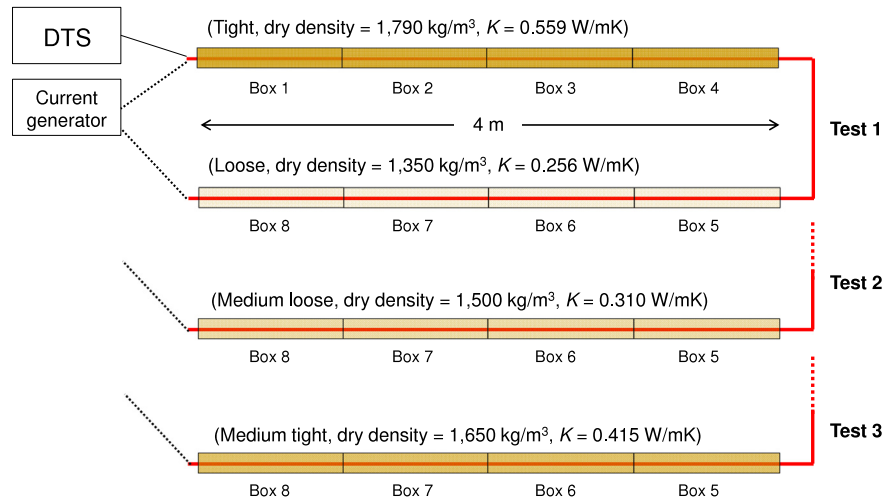 DTS
(Tight, dry density = 1,790 kg/m³, K = 0.559 W/mK)
Box 1 Box 2 Box 3 Box 4
Current
generator
4 m
Test 1
(Loose, dry density = 1,350 kg/m³, K = 0.256 W/mK)
Box 8 Box 7 Box 6 Box 5
Test 2
(Medium loose, dry density = 1,500 kg/m³, K = 0.310 W/mK)
Box 8 Box 7 Box 6 Box 5
Test 3
(Medium tight, dry density = 1,650 kg/m³, K = 0.415 W/mK)
Box 8 Box 7 Box 6 Box 5